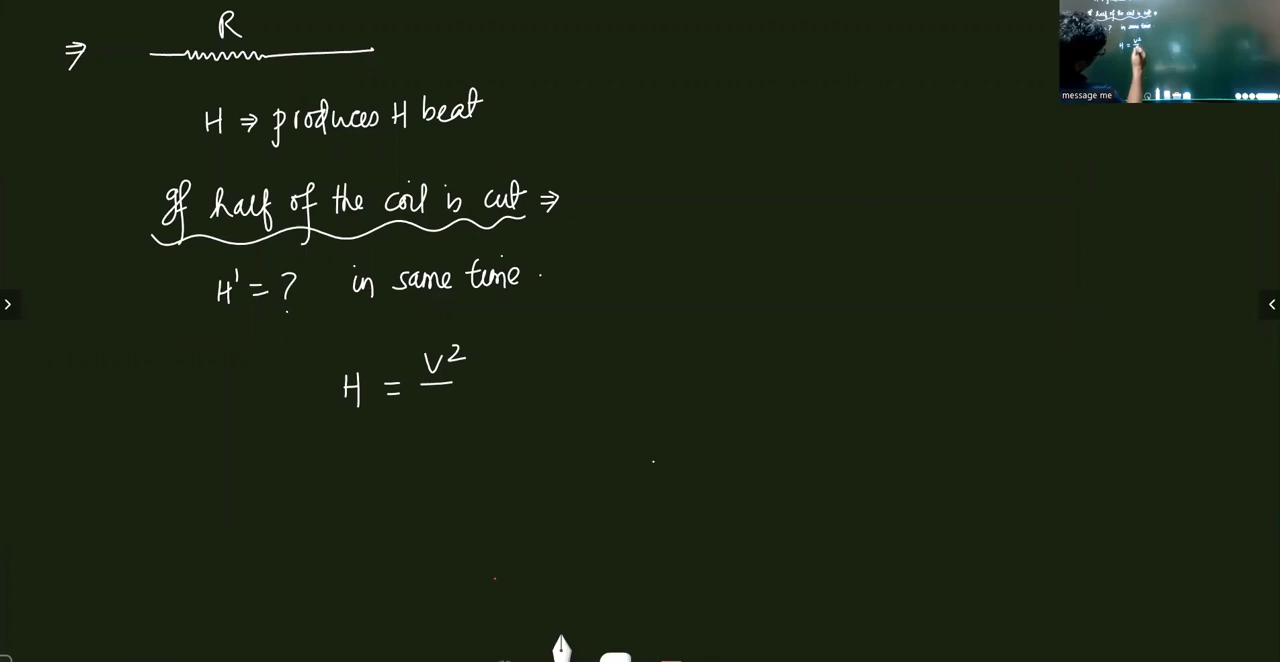 ⇒ R
H ⇒ produces H beat
If half of the coil is cut ⇒
H' = ? in same time.
H = V²
message me